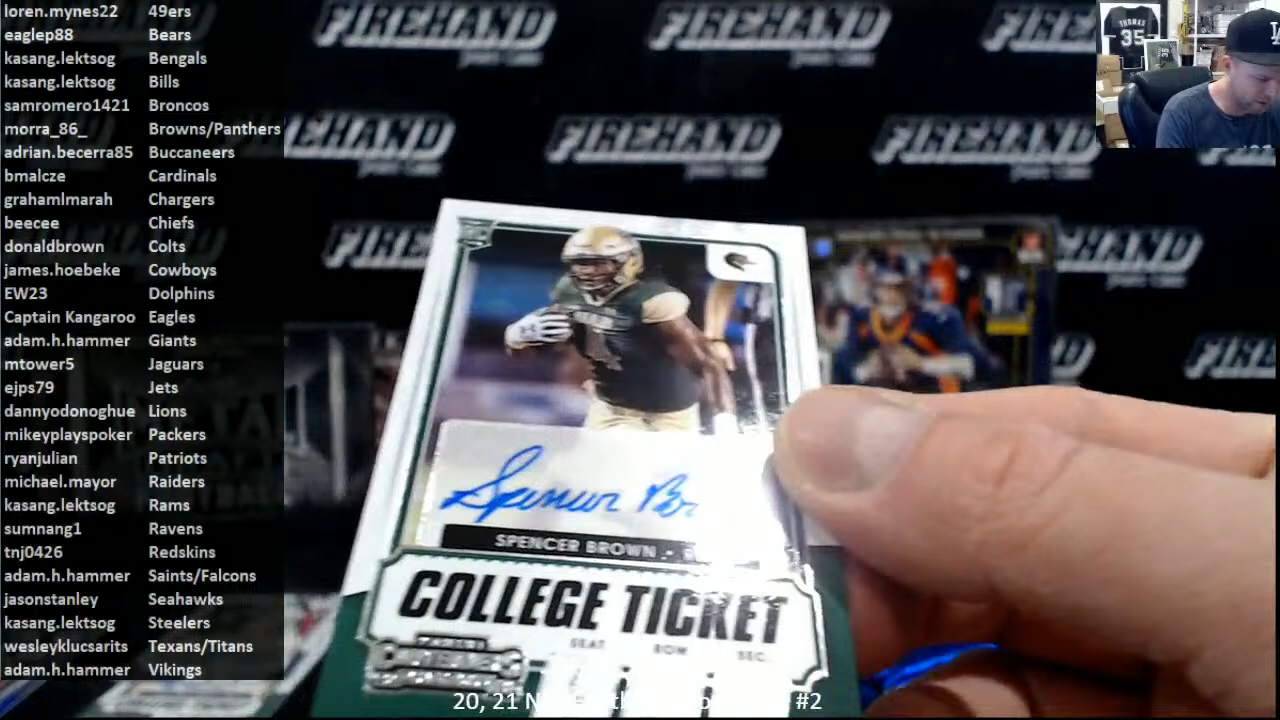 loren.mynes22 49ers
eaglep88 Bears
kasang.lektsog Bengals
kasang.lektsog Bills
samromero1421 Broncos
morra_86_ Browns/Panthers
adrian.becerra85 Buccaneers
bmalcze Cardinals
grahamlmarah Chargers
beecee Chiefs
donaldbrown Colts
james.hoebeke Cowboys
EW23 Dolphins
Captain Kangaroo Eagles
adam.h.hammer Giants
mtower5 Jaguars
ejps79 Jets
dannyodonoghue Lions
mikeyplayspoker Packers
ryanjulian Patriots
michael.mayor Raiders
kasang.lektsog Rams
sumnang1 Ravens
tnj0426 Redskins
adam.h.hammer Saints/Falcons
jasonstanley Seahawks
kasang.lektsog Steelers
wesleyklucsarits Texans/Titans
adam.h.hammer Vikings
FIREHAND
FIREHAND
FIREHAND
FIREHAND
FIREHAND
THOMAS
35
Spencer
SPENCER BROWN
COLLEGE TICKET
SEAT ROW SEC.
PANINI
CONTENDERS
20, 21 #2